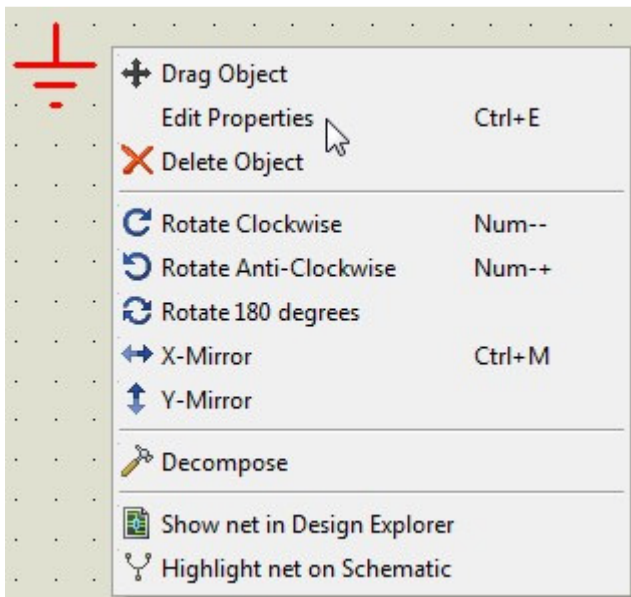 Drag Object
Edit Properties Ctrl+E
Delete Object
Rotate Clockwise Num--
Rotate Anti-Clockwise Num-+
Rotate 180 degrees
X-Mirror Ctrl+M
Y-Mirror
Decompose
Show net in Design Explorer
Highlight net on Schematic